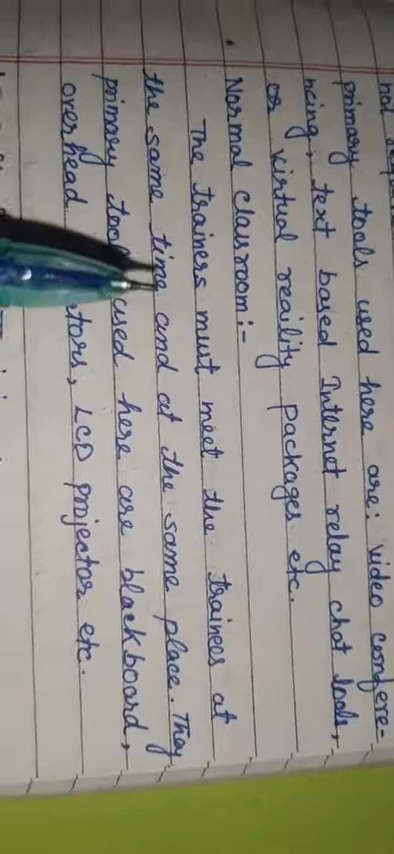 primary tools used here are: video confere-
ncing, text based Internet relay chat tools,
or virtual reality packages etc.
Normal classroom:-
The trainers must meet the trainees at
the same time and at the same place. They
primary used here are blackboard,
overhead LCD projector etc.